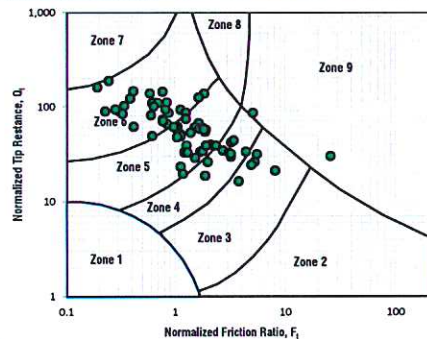 1,000
Zone 7
Zone 8
Zone 9
Normalized Tip Restance, Qt
100
Zone 6
Zone 5
10
Zone 4
Zone 3
Zone 1
Zone 2
1
0.1
1
10
100
Normalized Friction Ratio, Ft